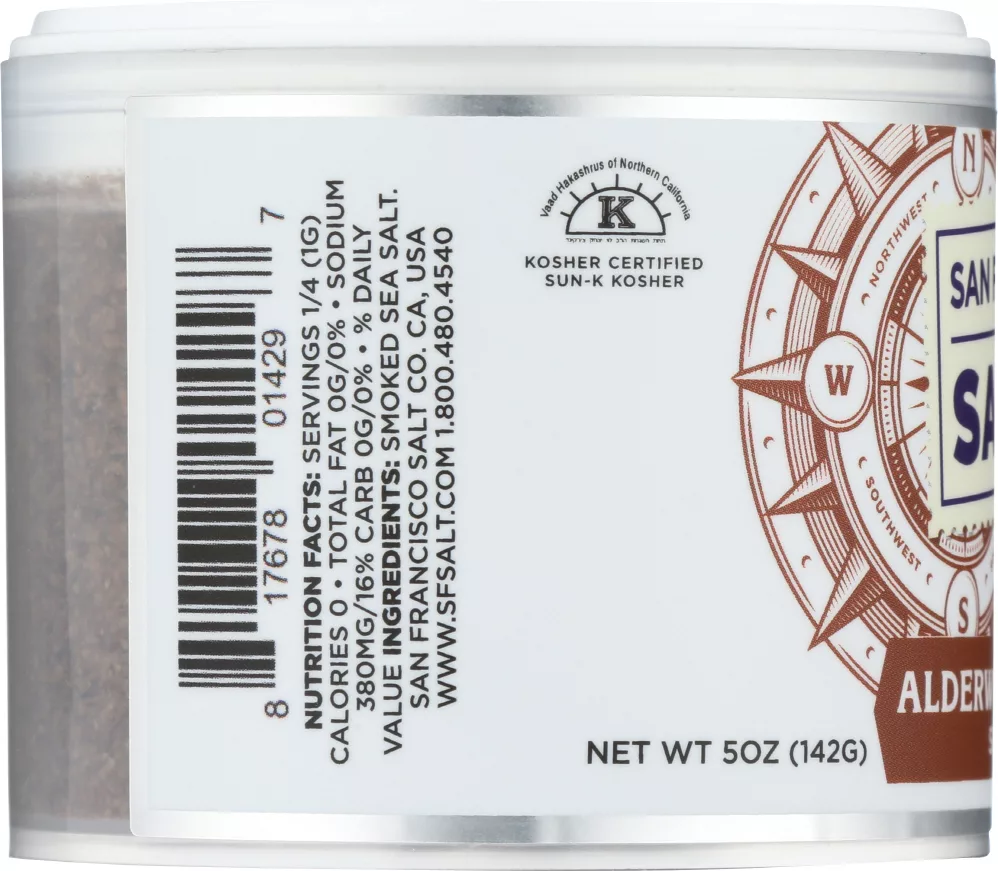 8 17678 01429 7
NUTRITION FACTS: SERVINGS 1/4 (1G)
CALORIES 0 • TOTAL FAT 0G/0% • SODIUM
380MG/16% CARB 0G/0% • % DAILY
VALUE INGREDIENTS: SMOKED SEA SALT.
SAN FRANCISCO SALT CO. CA, USA
WWW.SFSALT.COM 1.800.480.4540
Vaad Hakashrus of Northern California
K
KOSHER CERTIFIED
SUN-K KOSHER
N
NORTHWEST
W
SOUTHWEST
S
SAN
SA
ALDERW
NET WT 5OZ (142G)